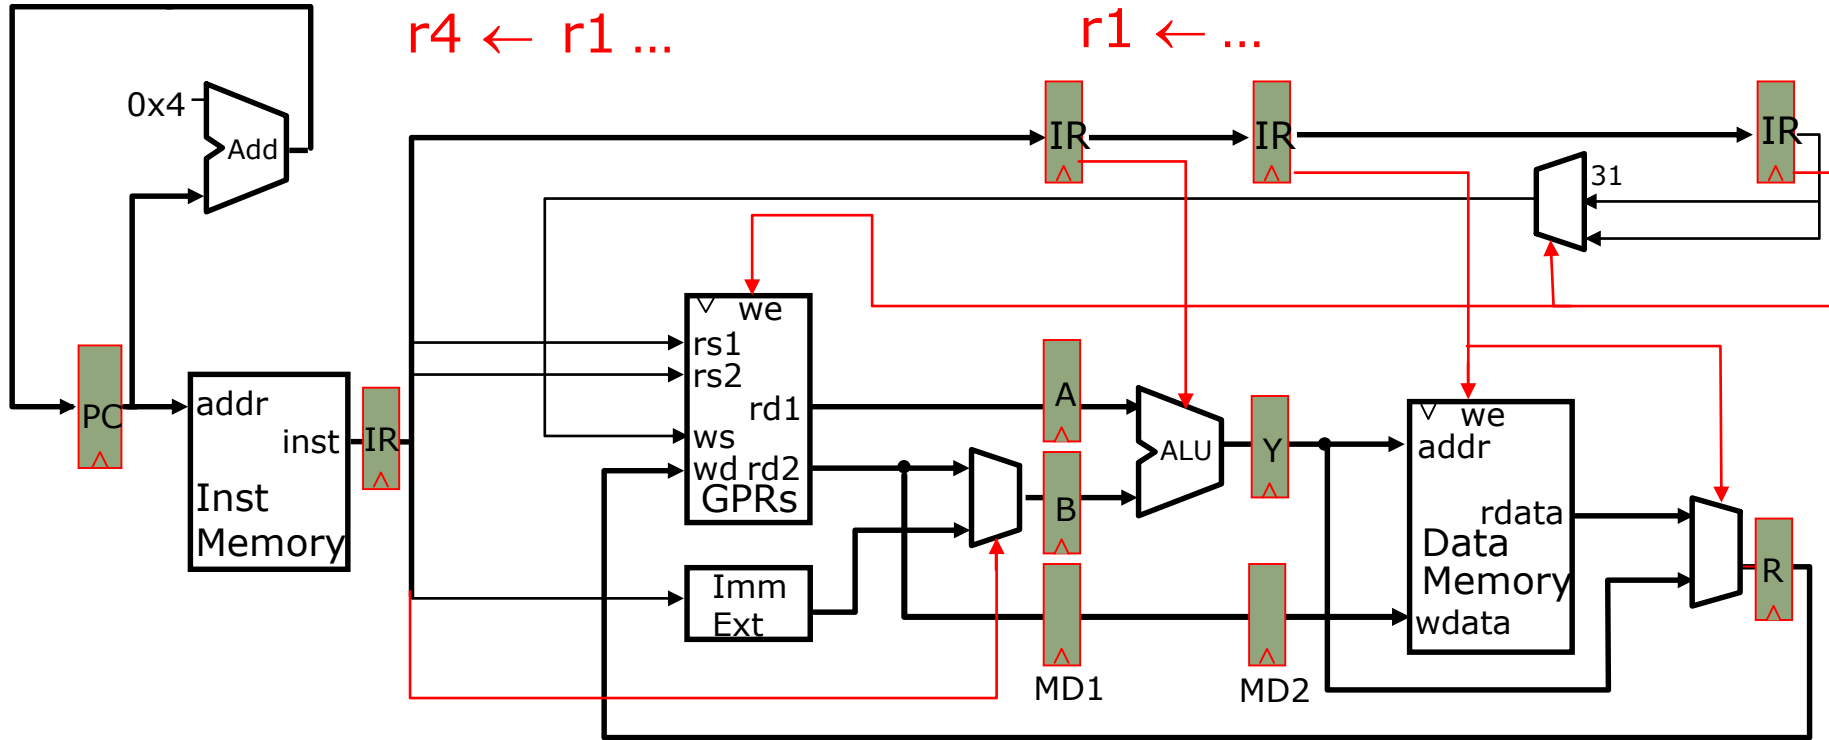 r4 ← r1 ...
r1 ← ...
0x4
Add
IR
IR
IR
31
we
rs1
rs2
rd1
ws
wd rd2
GPRs
PC
addr
inst
Inst
Memory
IR
A
B
ALU
Y
we
addr
rdata
Data
Memory
wdata
R
Imm
Ext
MD1
MD2